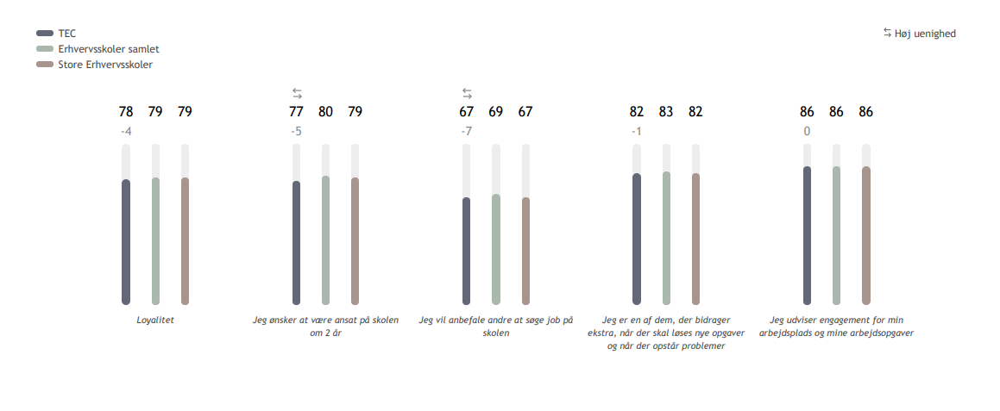 TEC
Erhvervsskoler samlet
Store Erhvervsskoler
Høj uenighed
78 79 79
-4
77 80 79
-5
67 69 67
-7
82 83 82
-1
86 86 86
0
Loyalitet
Jeg ønsker at være ansat på skolen
om 2 år
Jeg vil anbefale andre at søge job på
skolen
Jeg er en af dem, der bidrager
ekstra, når der skal løses nye opgaver
og når der opstår problemer
Jeg udviser engagement for min
arbejdsplads og mine arbejdsopgaver